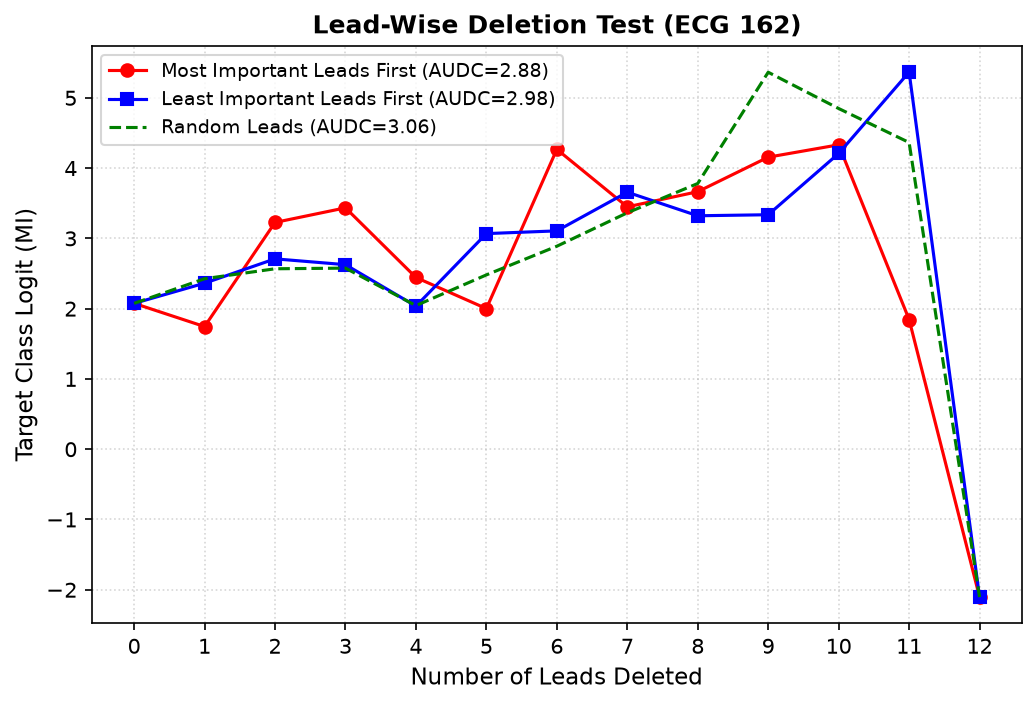 Lead-Wise Deletion Test (ECG 162)
Most Important Leads First (AUDC=2.88)
Least Important Leads First (AUDC=2.98)
Random Leads (AUDC=3.06)
Target Class Logit (MI)
5
4
3
2
1
0
−1
−2
0 1 2 3 4 5 6 7 8 9 10 11 12
Number of Leads Deleted